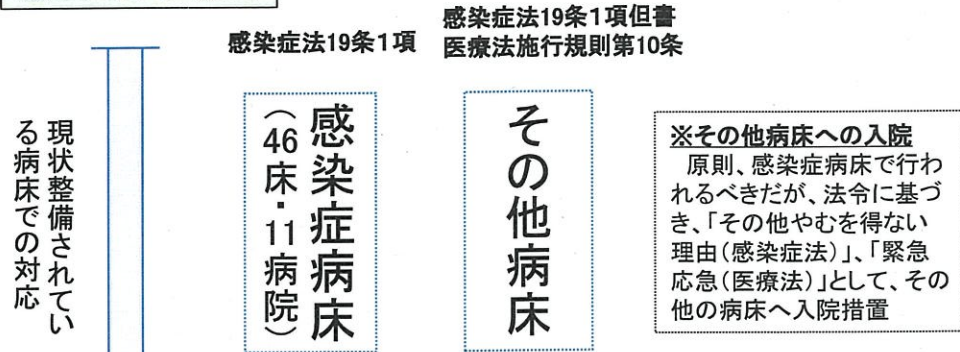 感染症法19条1項
感染症法19条1項但書
医療法施行規則第10条
現状整備されてい
る病床での対応
感染症病床
（46床・11病院）
その他病床
※その他病床への入院
原則、感染症病床で行わ
れるべきだが、法令に基づ
き、「その他やむを得ない
理由（感染症法）」、「緊急
応急（医療法）」として、その
他の病床へ入院措置